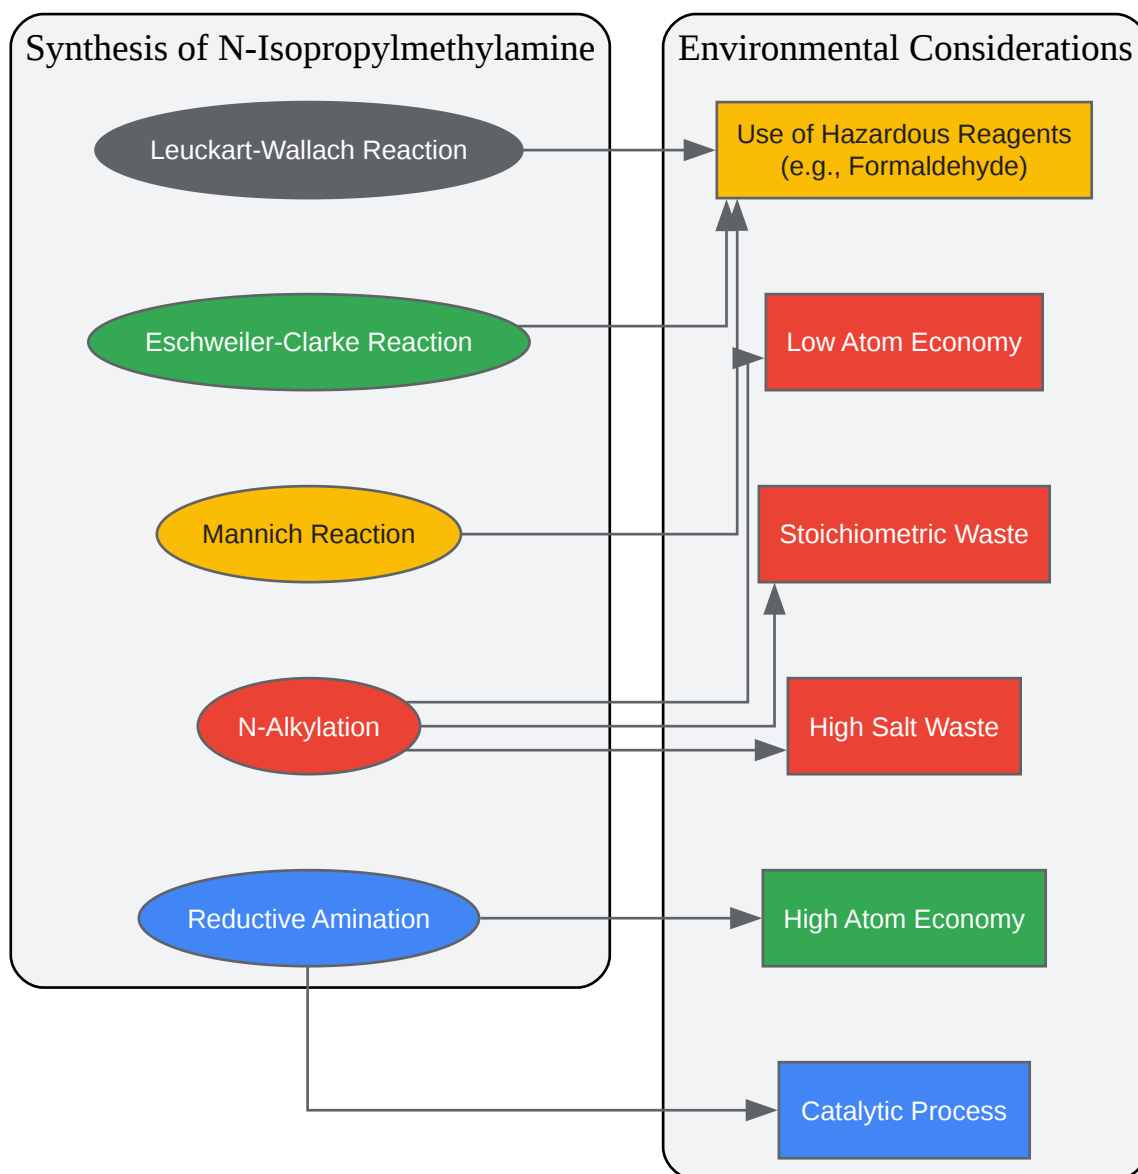 Synthesis of N-Isopropylmethylamine
Leuckart-Wallach Reaction
Eschweiler-Clarke Reaction
Mannich Reaction
N-Alkylation
Reductive Amination
Environmental Considerations
Use of Hazardous Reagents
(e.g., Formaldehyde)
Low Atom Economy
Stoichiometric Waste
High Salt Waste
High Atom Economy
Catalytic Process